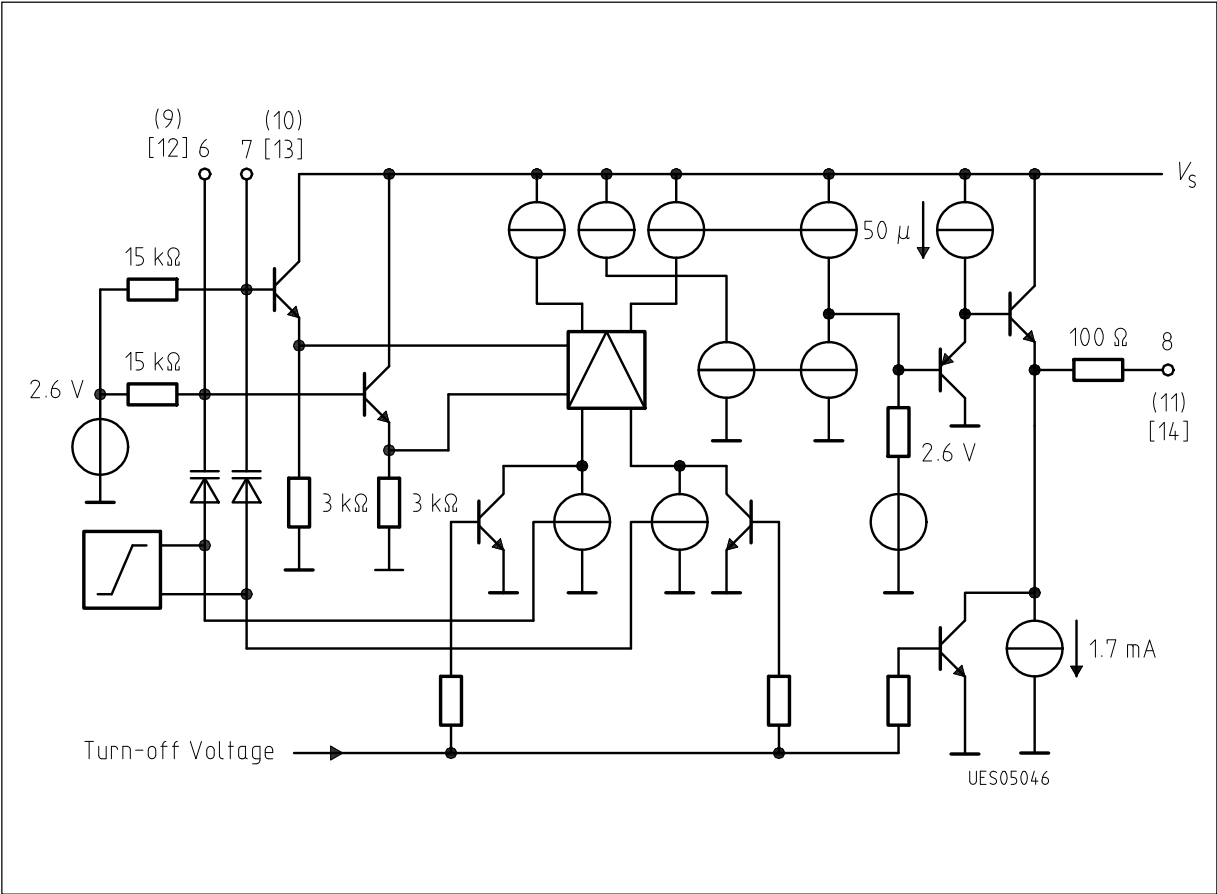 (9) (10)
[12] 6 7 [13]
V_S
15 kΩ
50 μ
15 kΩ
100 Ω 8
2.6 V
(11)
[14]
2.6 V
3 kΩ 3 kΩ
1.7 mA
Turn-off Voltage
UES05046